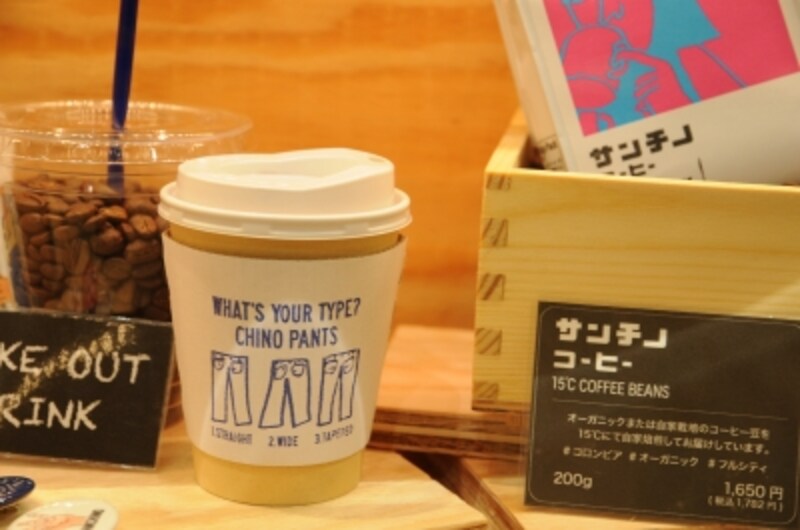 WHAT'S YOUR TYPE?
CHINO PANTS
1.STRAIGHT 2.WIDE 3.TAPERED
KE OUT
RINK
サンチノ
コーヒー
サンチノ
コーヒー
15℃ COFFEE BEANS
オーガニックまたは自家栽培のコーヒー豆を
15℃にて自家焙煎してお届けしています。
#コロンビア #オーガニック #フルシティ
200g
1,650円
(税込1,782円)